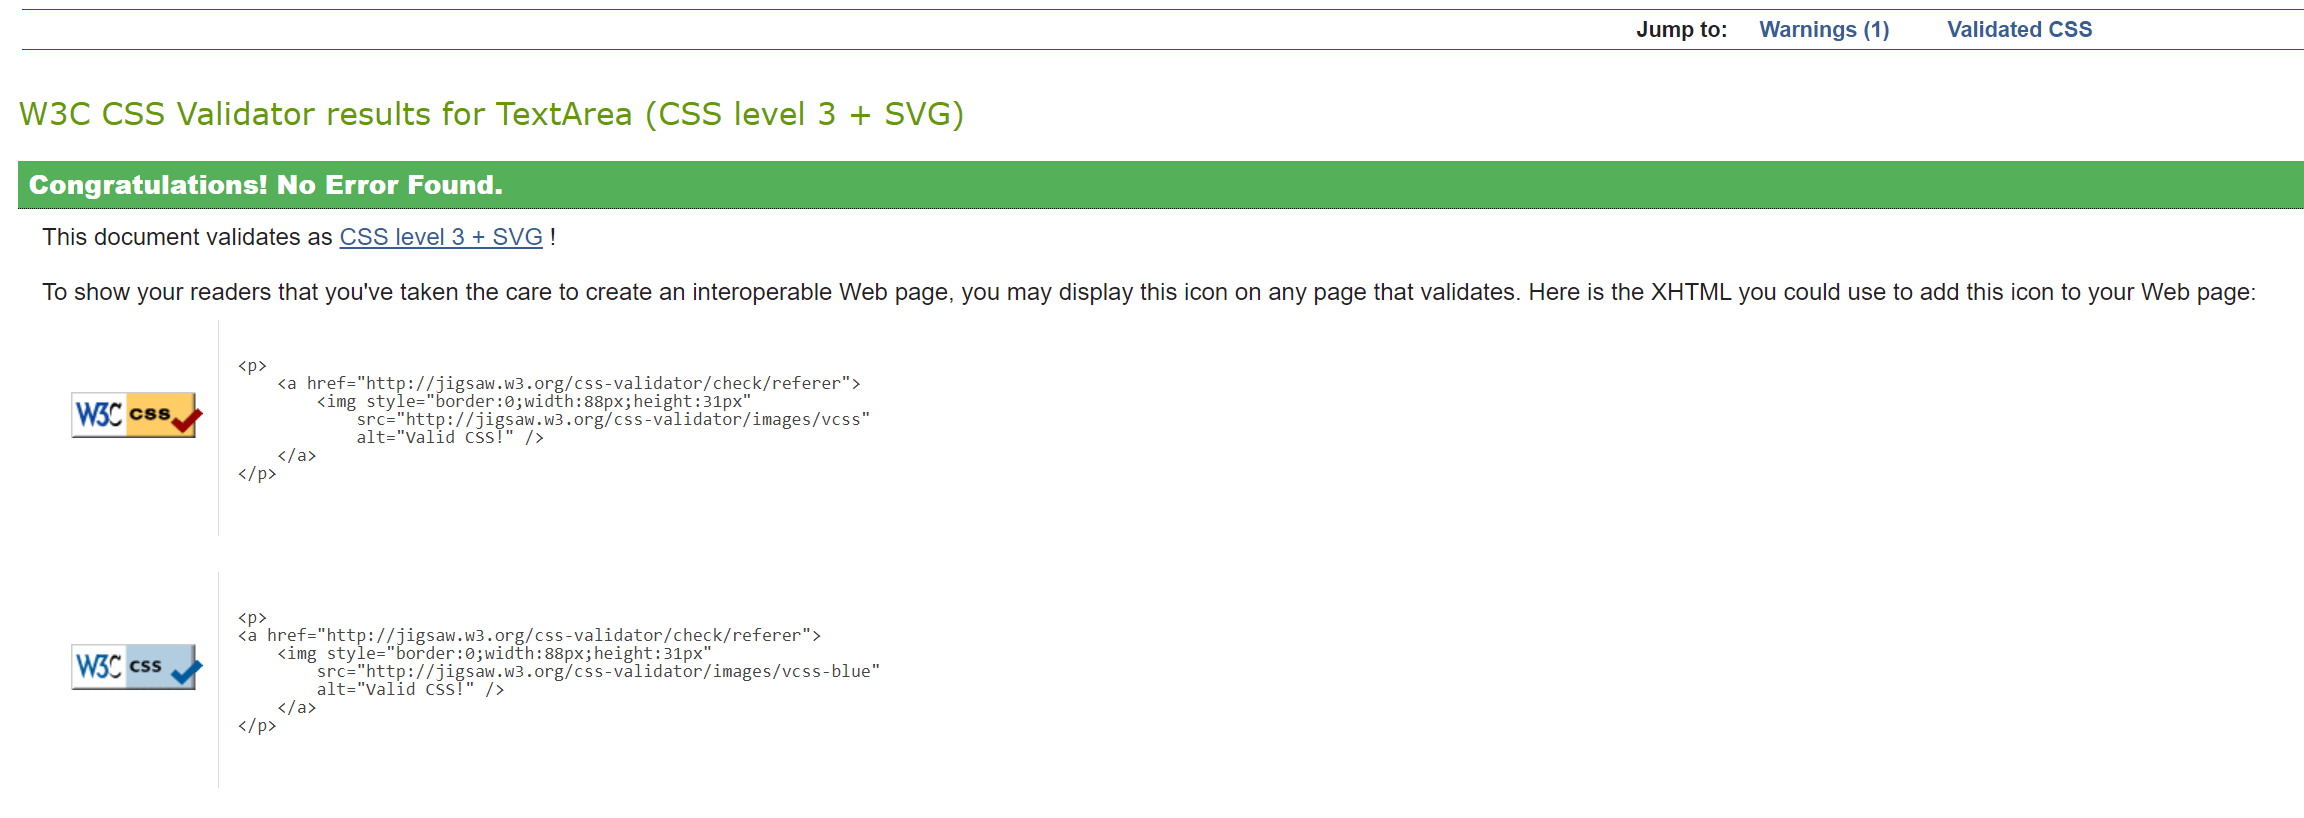 Jump to: Warnings (1) Validated CSS
W3C CSS Validator results for TextArea (CSS level 3 + SVG)
Congratulations! No Error Found.
This document validates as CSS level 3 + SVG !
To show your readers that you've taken the care to create an interoperable Web page, you may display this icon on any page that validates. Here is the XHTML you could use to add this icon to your Web page:
W3C css
<p>
    <a href="http://jigsaw.w3.org/css-validator/check/referer">
        <img style="border:0;width:88px;height:31px"
            src="http://jigsaw.w3.org/css-validator/images/vcss"
            alt="Valid CSS!" />
    </a>
</p>
W3C css
<p>
<a href="http://jigsaw.w3.org/css-validator/check/referer">
    <img style="border:0;width:88px;height:31px"
        src="http://jigsaw.w3.org/css-validator/images/vcss-blue"
        alt="Valid CSS!" />
    </a>
</p>